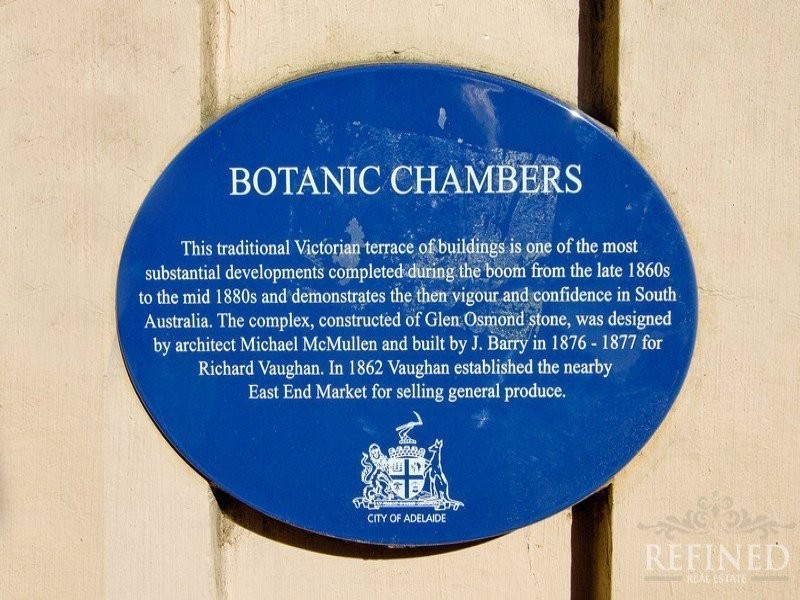 BOTANIC CHAMBERS
This traditional Victorian terrace of buildings is one of the most
substantial developments completed during the boom from the late 1860s
to the mid 1880s and demonstrates the then vigour and confidence in South
Australia. The complex, constructed of Glen Osmond stone, was designed
by architect Michael McMullen and built by J. Barry in 1876 - 1877 for
Richard Vaughan. In 1862 Vaughan established the nearby
East End Market for selling general produce.
CITY OF ADELAIDE
REFINED
REAL ESTATE